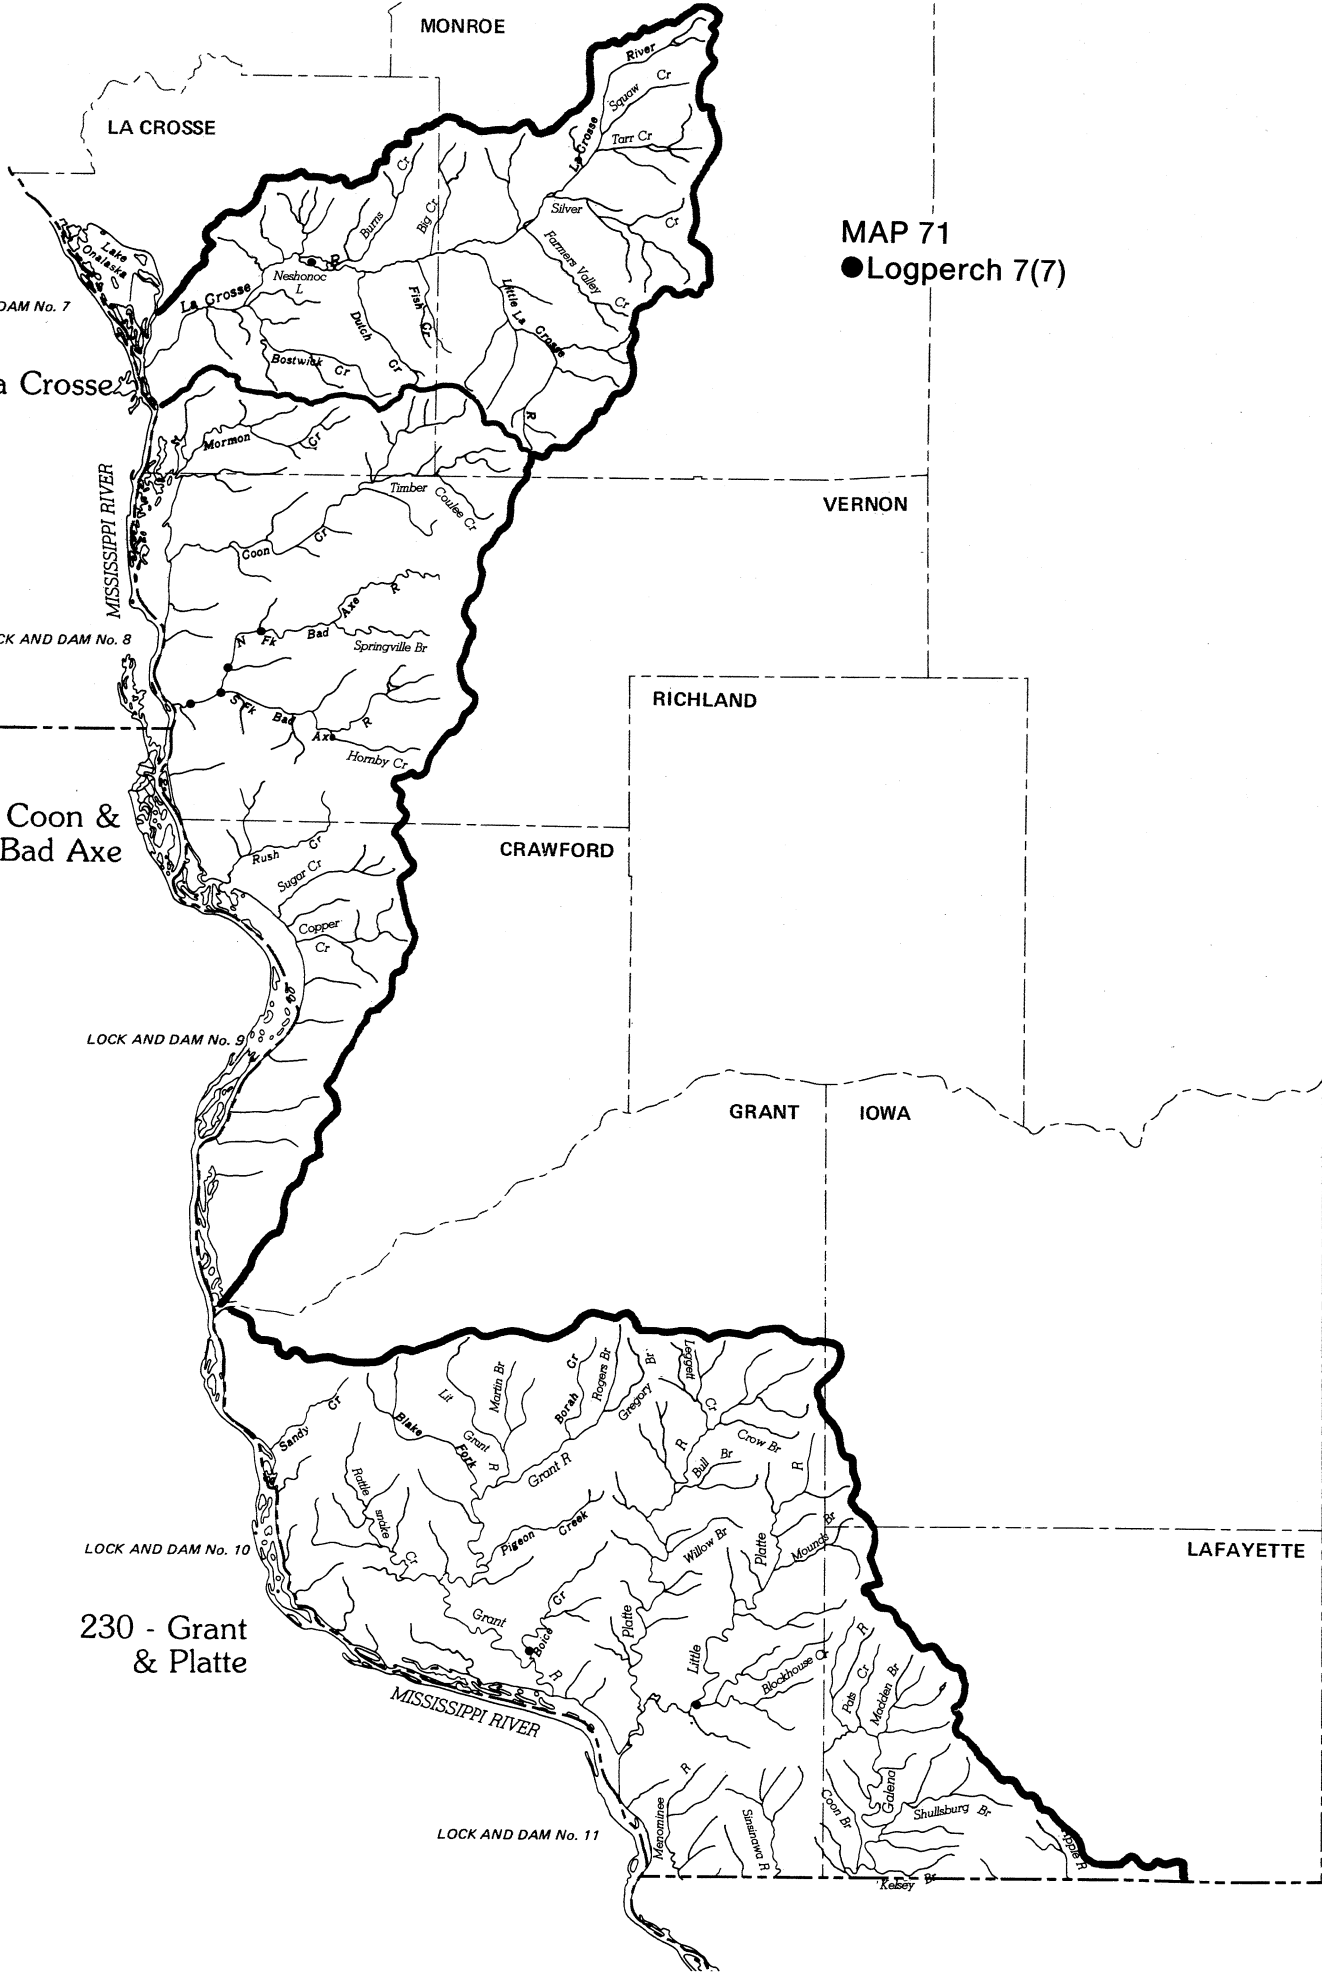 MONROE
LA CROSSE
River
Squaw Cr
La Crosse
Tarr Cr
MAP 71
●Logperch 7(7)
Silver Cr
Burns Cr
Big Cr
Farmers Valley Cr
Lake
Onalaska
Neshonoc
L
R
La Crosse
DAM No. 7
Fish Cr
Dutch Cr
Little La Crosse
R
Bostwick Cr
a Crosse
Mormon Cr
MISSISSIPPI RIVER
Timber
Coulee Cr
VERNON
Coon Cr
N Fk Bad Axe R
CK AND DAM No. 8
Springville Br
RICHLAND
S Fk Bad Axe R
Hornby Cr
Coon &
Bad Axe
CRAWFORD
Rush Cr
Sugar Cr
Copper
Cr
LOCK AND DAM No. 9
GRANT
IOWA
Leggett Cr
Martin Br
Borah Cr
Rogers Br
Gregory Br.
Lit
Grant
R
Sandy Cr
Blake
Fork
Crow Br
Bull Br
R
R
Grant R
Rattle
snake
Cr
Pigeon Creek
Willow Br
Platte
Mounds Br
LOCK AND DAM No. 10
LAFAYETTE
230 - Grant
& Platte
Grant
R
Boice Cr
Platte
Little
Blockhouse Cr
R
Pats Cr
Madden Br
MISSISSIPPI RIVER
Menominee R
Sinsinawa R
Coon Br
Galena
Shullsburg Br
LOCK AND DAM No. 11
Apple R
Kelsey Br